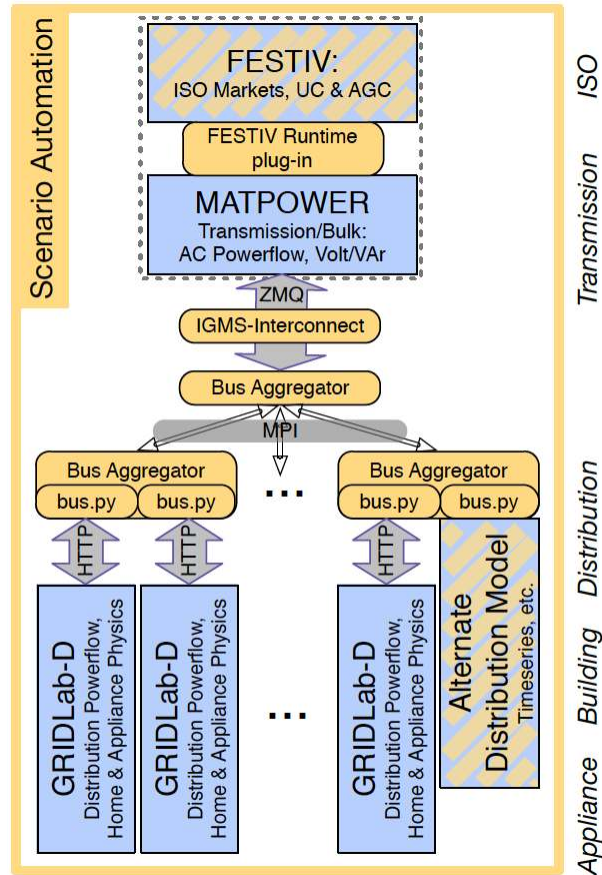 Scenario Automation
FESTIV:
ISO Markets, UC & AGC
FESTIV Runtime
plug-in
MATPOWER
Transmission/Bulk:
AC Powerflow, Volt/VAr
ZMQ
IGMS-Interconnect
Bus Aggregator
MPI
Bus Aggregator
bus.py
bus.py
...
Bus Aggregator
bus.py
bus.py
HTTP
HTTP
HTTP
GRIDLab-D
Distribution Powerflow,
Home & Appliance Physics
GRIDLab-D
Distribution Powerflow,
Home & Appliance Physics
...
GRIDLab-D
Distribution Powerflow,
Home & Appliance Physics
Alternate
Distribution Model
Timeseries, etc.
ISO
Transmission
Distribution
Building
Appliance